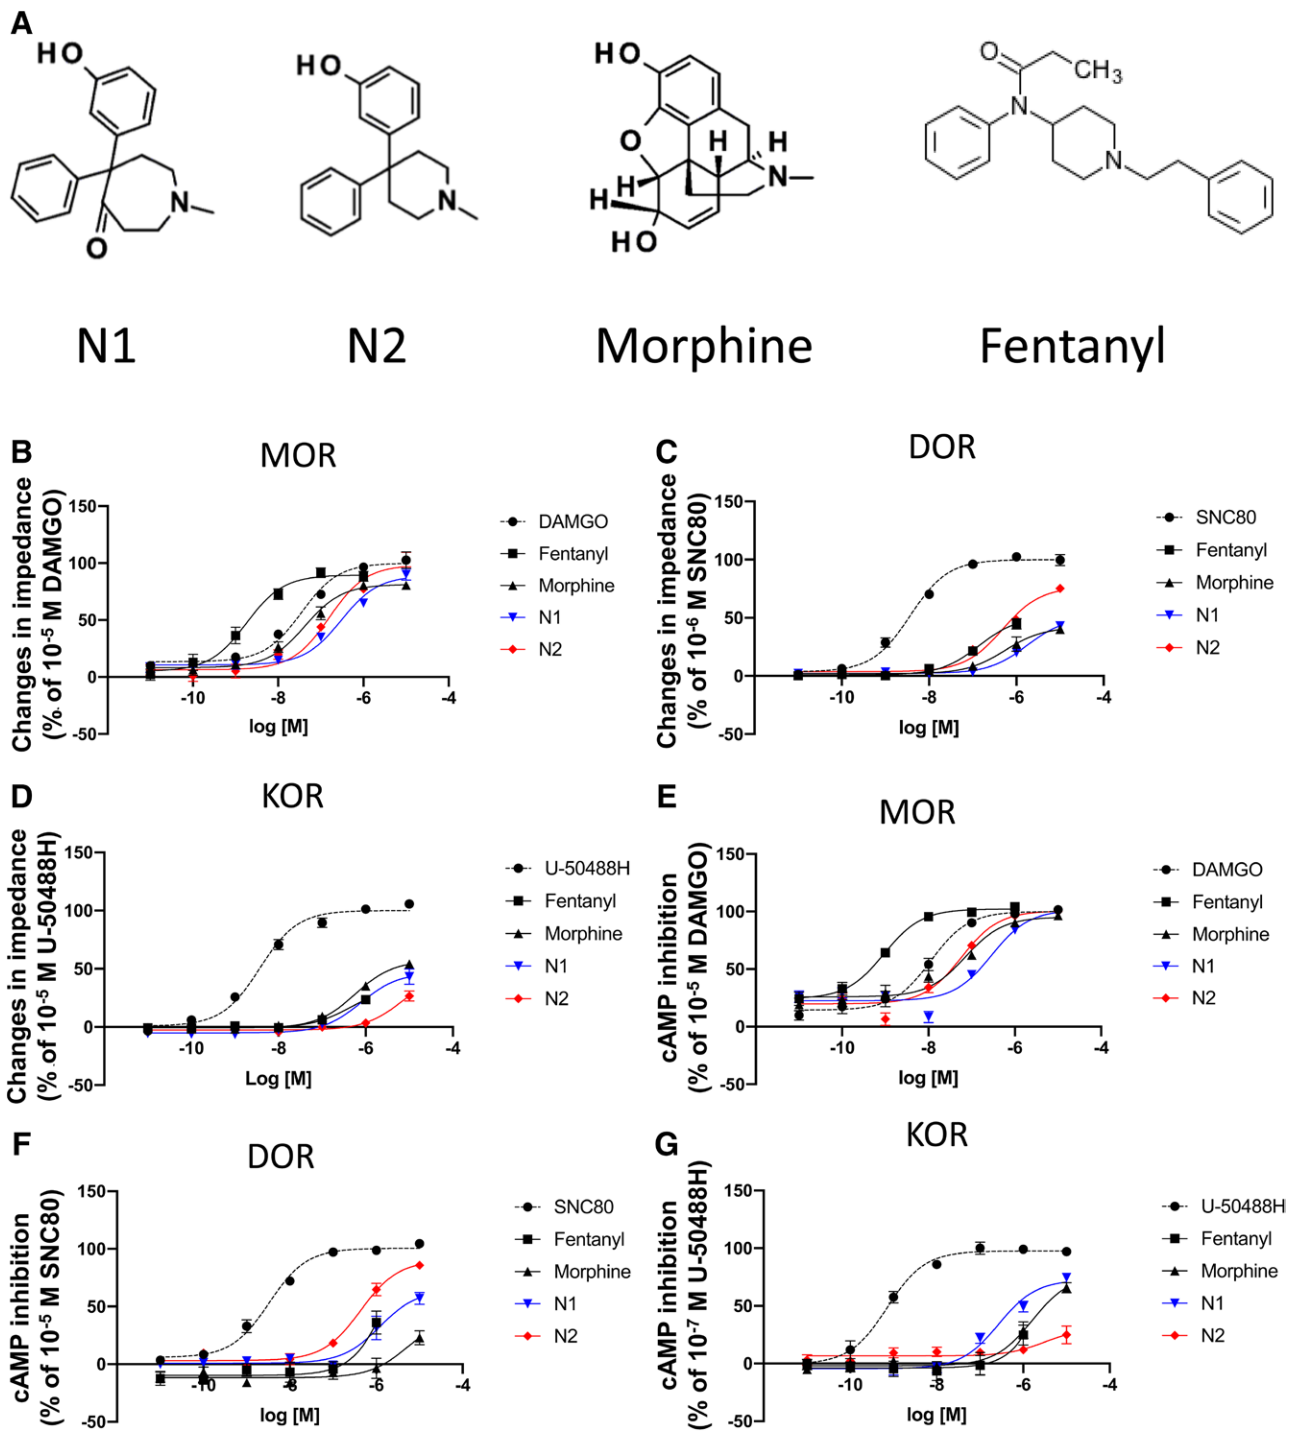 A
HO
N
O
N1
HO
N
N2
HO
O
H
H
H
H
N
HO
Morphine
O
CH3
N
N
Fentanyl
B
MOR
Changes in impedance
(% of 10-5 M DAMGO)
150
100
50
0
-50
-10
-8
-6
-4
log [M]
DAMGO
Fentanyl
Morphine
N1
N2
C
DOR
Changes in impedance
(% of 10-6 M SNC80)
150
100
50
0
-50
-10
-8
-6
-4
log [M]
SNC80
Fentanyl
Morphine
N1
N2
D
KOR
Changes in impedance
(% of 10-5 M U-50488H)
150
100
50
0
-50
-10
-8
-6
-4
Log [M]
U-50488H
Fentanyl
Morphine
N1
N2
E
MOR
cAMP inhibition
(% of 10-5 M DAMGO)
150
100
50
0
-50
-10
-8
-6
-4
log [M]
DAMGO
Fentanyl
Morphine
N1
N2
F
DOR
cAMP inhibition
(% of 10-5 M SNC80)
150
100
50
0
-50
-10
-8
-6
-4
log [M]
SNC80
Fentanyl
Morphine
N1
N2
G
KOR
cAMP inhibition
(% of 10-7 M U-50488H)
150
100
50
0
-50
-10
-8
-6
-4
log [M]
U-50488H
Fentanyl
Morphine
N1
N2